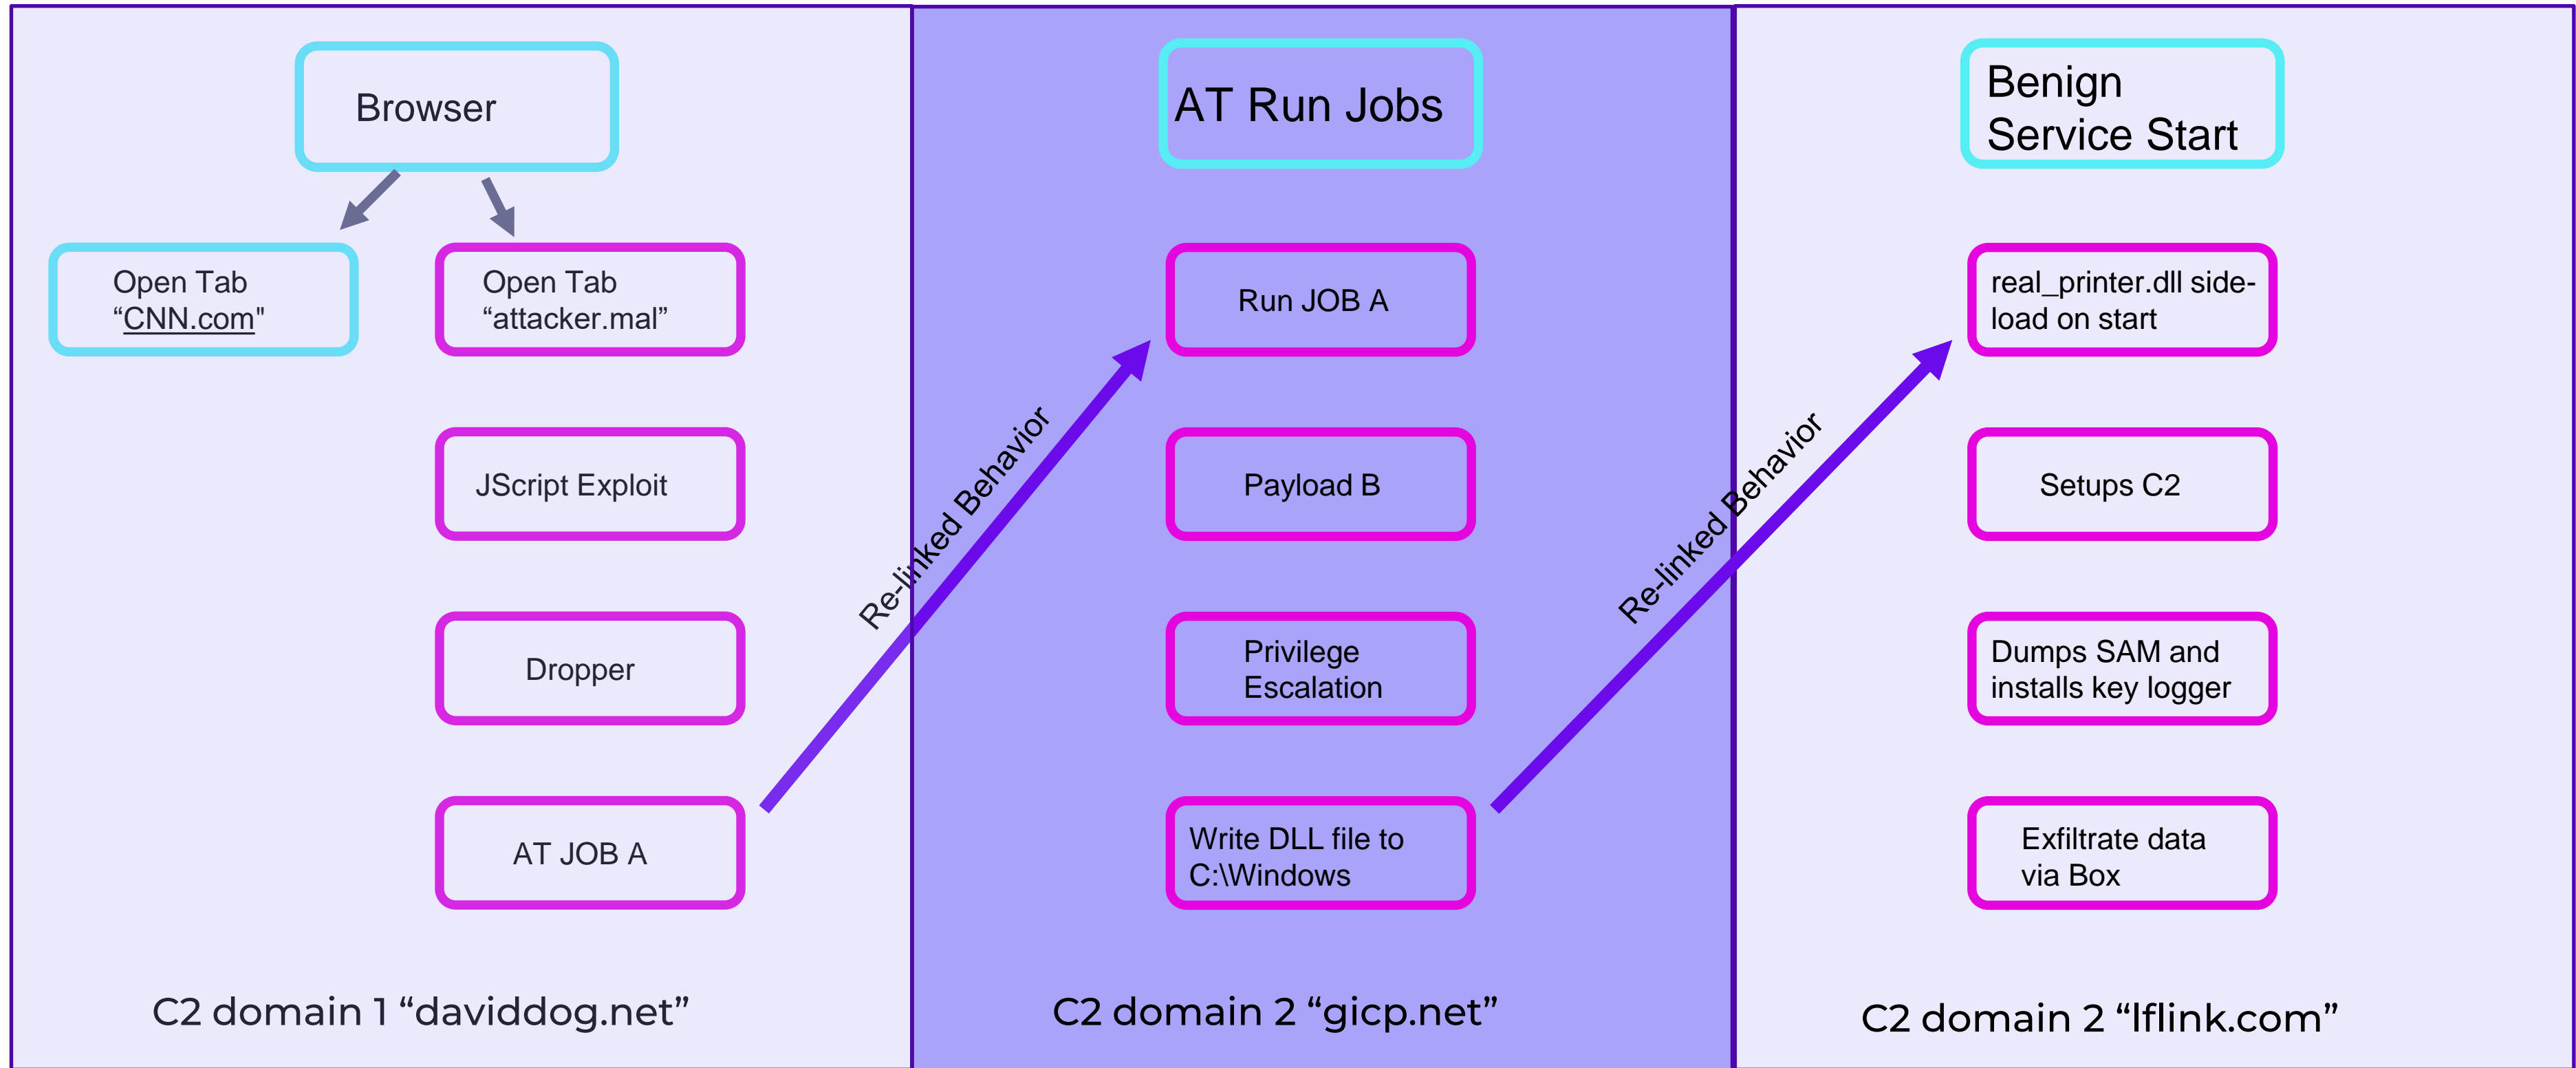 Browser
Open Tab
“CNN.com"
Open Tab
“attacker.mal”
JScript Exploit
Dropper
AT JOB A
C2 domain 1 “daviddog.net”
Re-linked Behavior
AT Run Jobs
Run JOB A
Payload B
Privilege
Escalation
Write DLL file to
C:\Windows
C2 domain 2 “gicp.net”
Re-linked Behavior
Benign
Service Start
real_printer.dll side-
load on start
Setups C2
Dumps SAM and
installs key logger
Exfiltrate data
via Box
C2 domain 2 “lflink.com”